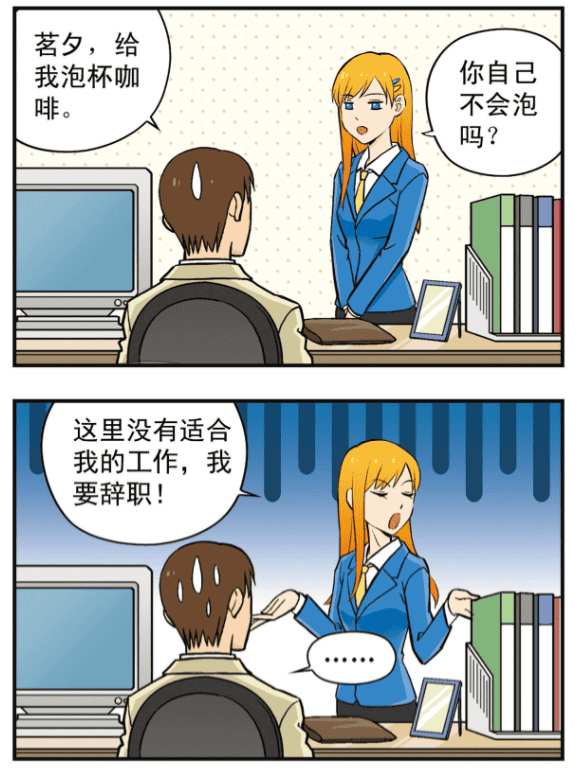 茗夕，给
我泡杯咖
啡。
你自己
不会泡
吗？
这里没有适合
我的工作，我
要辞职！
……